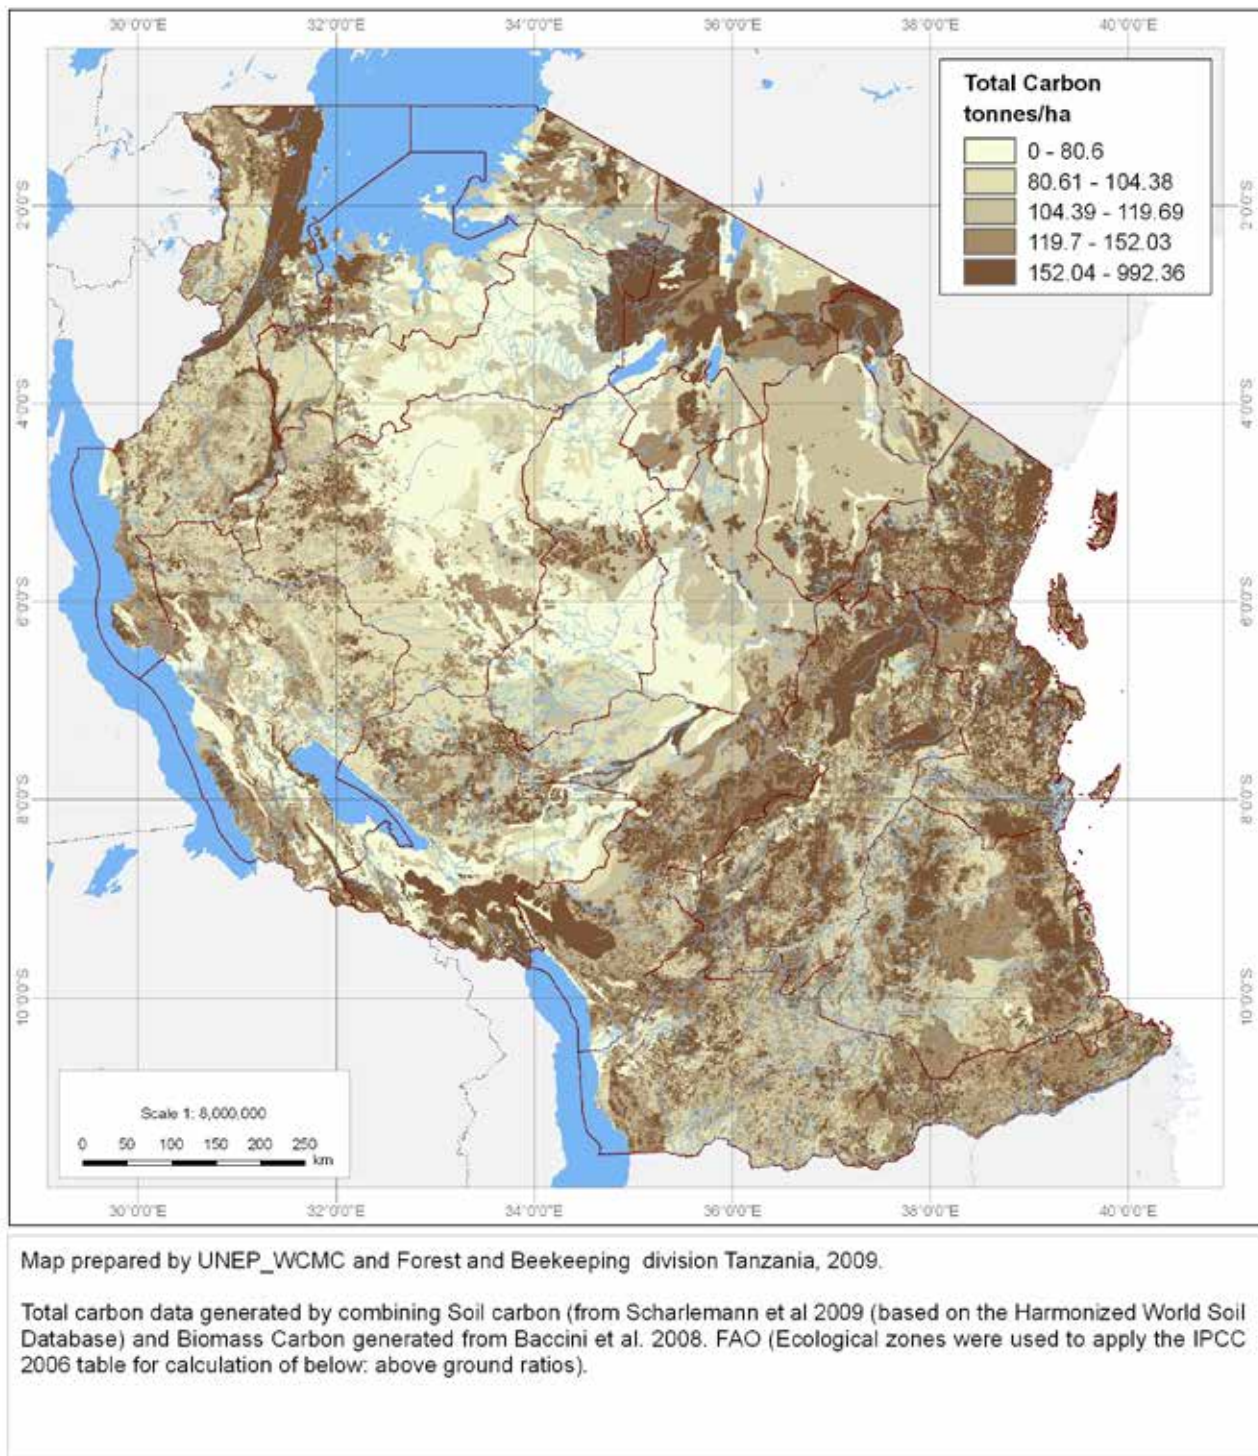 30°0'0"E 32°0'0"E 34°0'0"E 36°0'0"E 38°0'0"E 40°0'0"E
Total Carbon
tonnes/ha
0 - 80.6
80.61 - 104.38
104.39 - 119.69
119.7 - 152.03
152.04 - 992.36
2°0'0"S 2°0'0"S
4°0'0"S 4°0'0"S
6°0'0"S 6°0'0"S
8°0'0"S 8°0'0"S
10°0'0"S 10°0'0"S
Scale 1: 8,000,000
0 50 100 150 200 250
km
30°0'0"E 32°0'0"E 34°0'0"E 36°0'0"E 38°0'0"E 40°0'0"E
Map prepared by UNEP_WCMC and Forest and Beekeeping division Tanzania, 2009.
Total carbon data generated by combining Soil carbon (from Scharlemann et al 2009 (based on the Harmonized World Soil
Database) and Biomass Carbon generated from Baccini et al. 2008. FAO (Ecological zones were used to apply the IPCC
2006 table for calculation of below: above ground ratios).